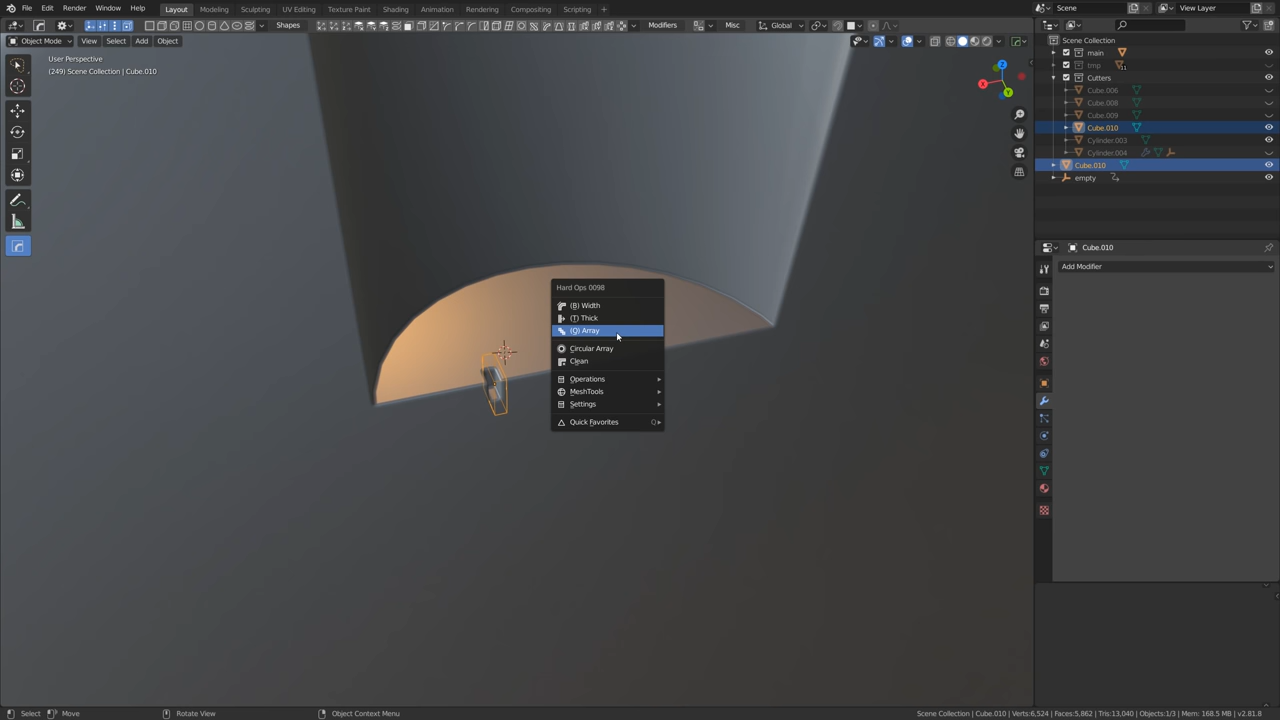 File Edit Render Window Help Layout Modeling Sculpting UV Editing Texture Paint Shading Animation Rendering Compositing Scripting + Scene View Layer
Shapes Modifiers Misc Global
Object Mode View Select Add Object
User Perspective
(249) Scene Collection | Cube.010
Z
X
Y
Hard Ops 0098
(B) Width
(T) Thick
(Q) Array
Circular Array
Clean
Operations
MeshTools
Settings
Quick Favorites Q
Scene Collection
main
tmp 11
Cutters
Cube.006
Cube.008
Cube.009
Cube.010
Cylinder.003
Cylinder.004
Cube.010
empty
Cube.010
Add Modifier
Select Move Rotate View Object Context Menu Scene Collection | Cube.010 | Verts:6,524 | Faces:5,862 | Tris:13,040 | Objects:1/3 | Mem: 168.5 MB | v2.81.8